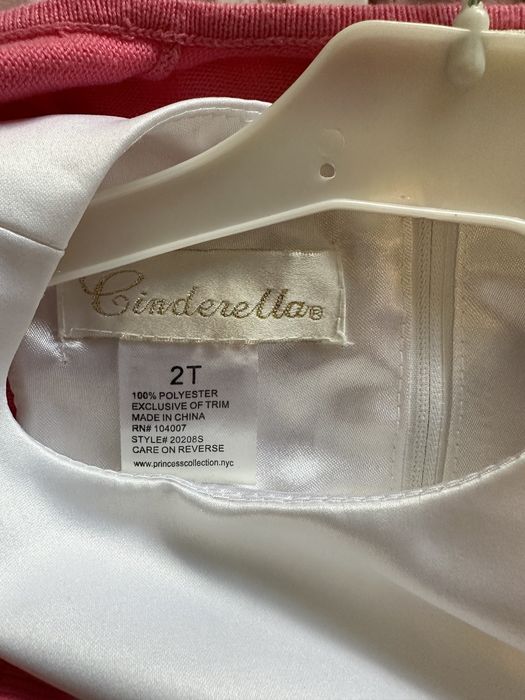 Cinderella®
2T
100% POLYESTER
EXCLUSIVE OF TRIM
MADE IN CHINA
RN# 104007
STYLE# 20208S
CARE ON REVERSE
www.princesscollection.nyc